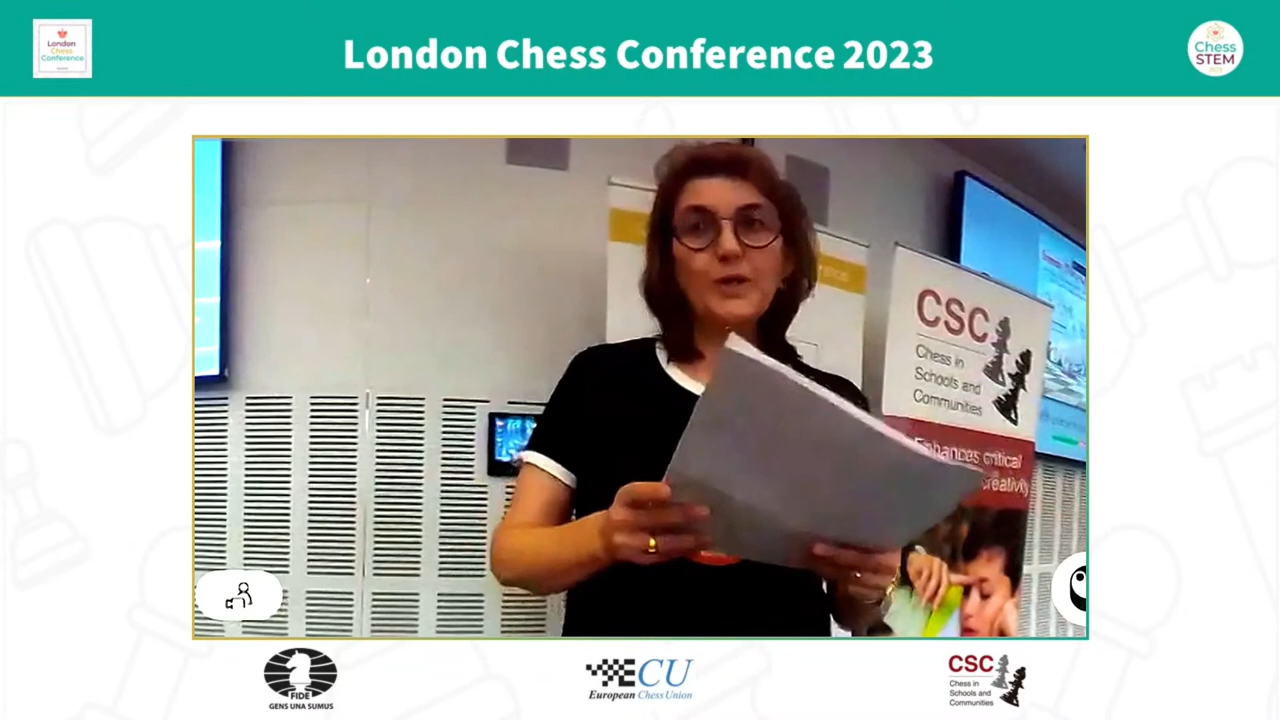 London
Chess
Conference
London Chess Conference 2023
Chess
STEM
CSC
Chess in
Schools and
Communities
Enhances critical
creativity
FIDE
GENS UNA SUMUS
ECU
European Chess Union
CSC
Chess in
Schools and
Communities